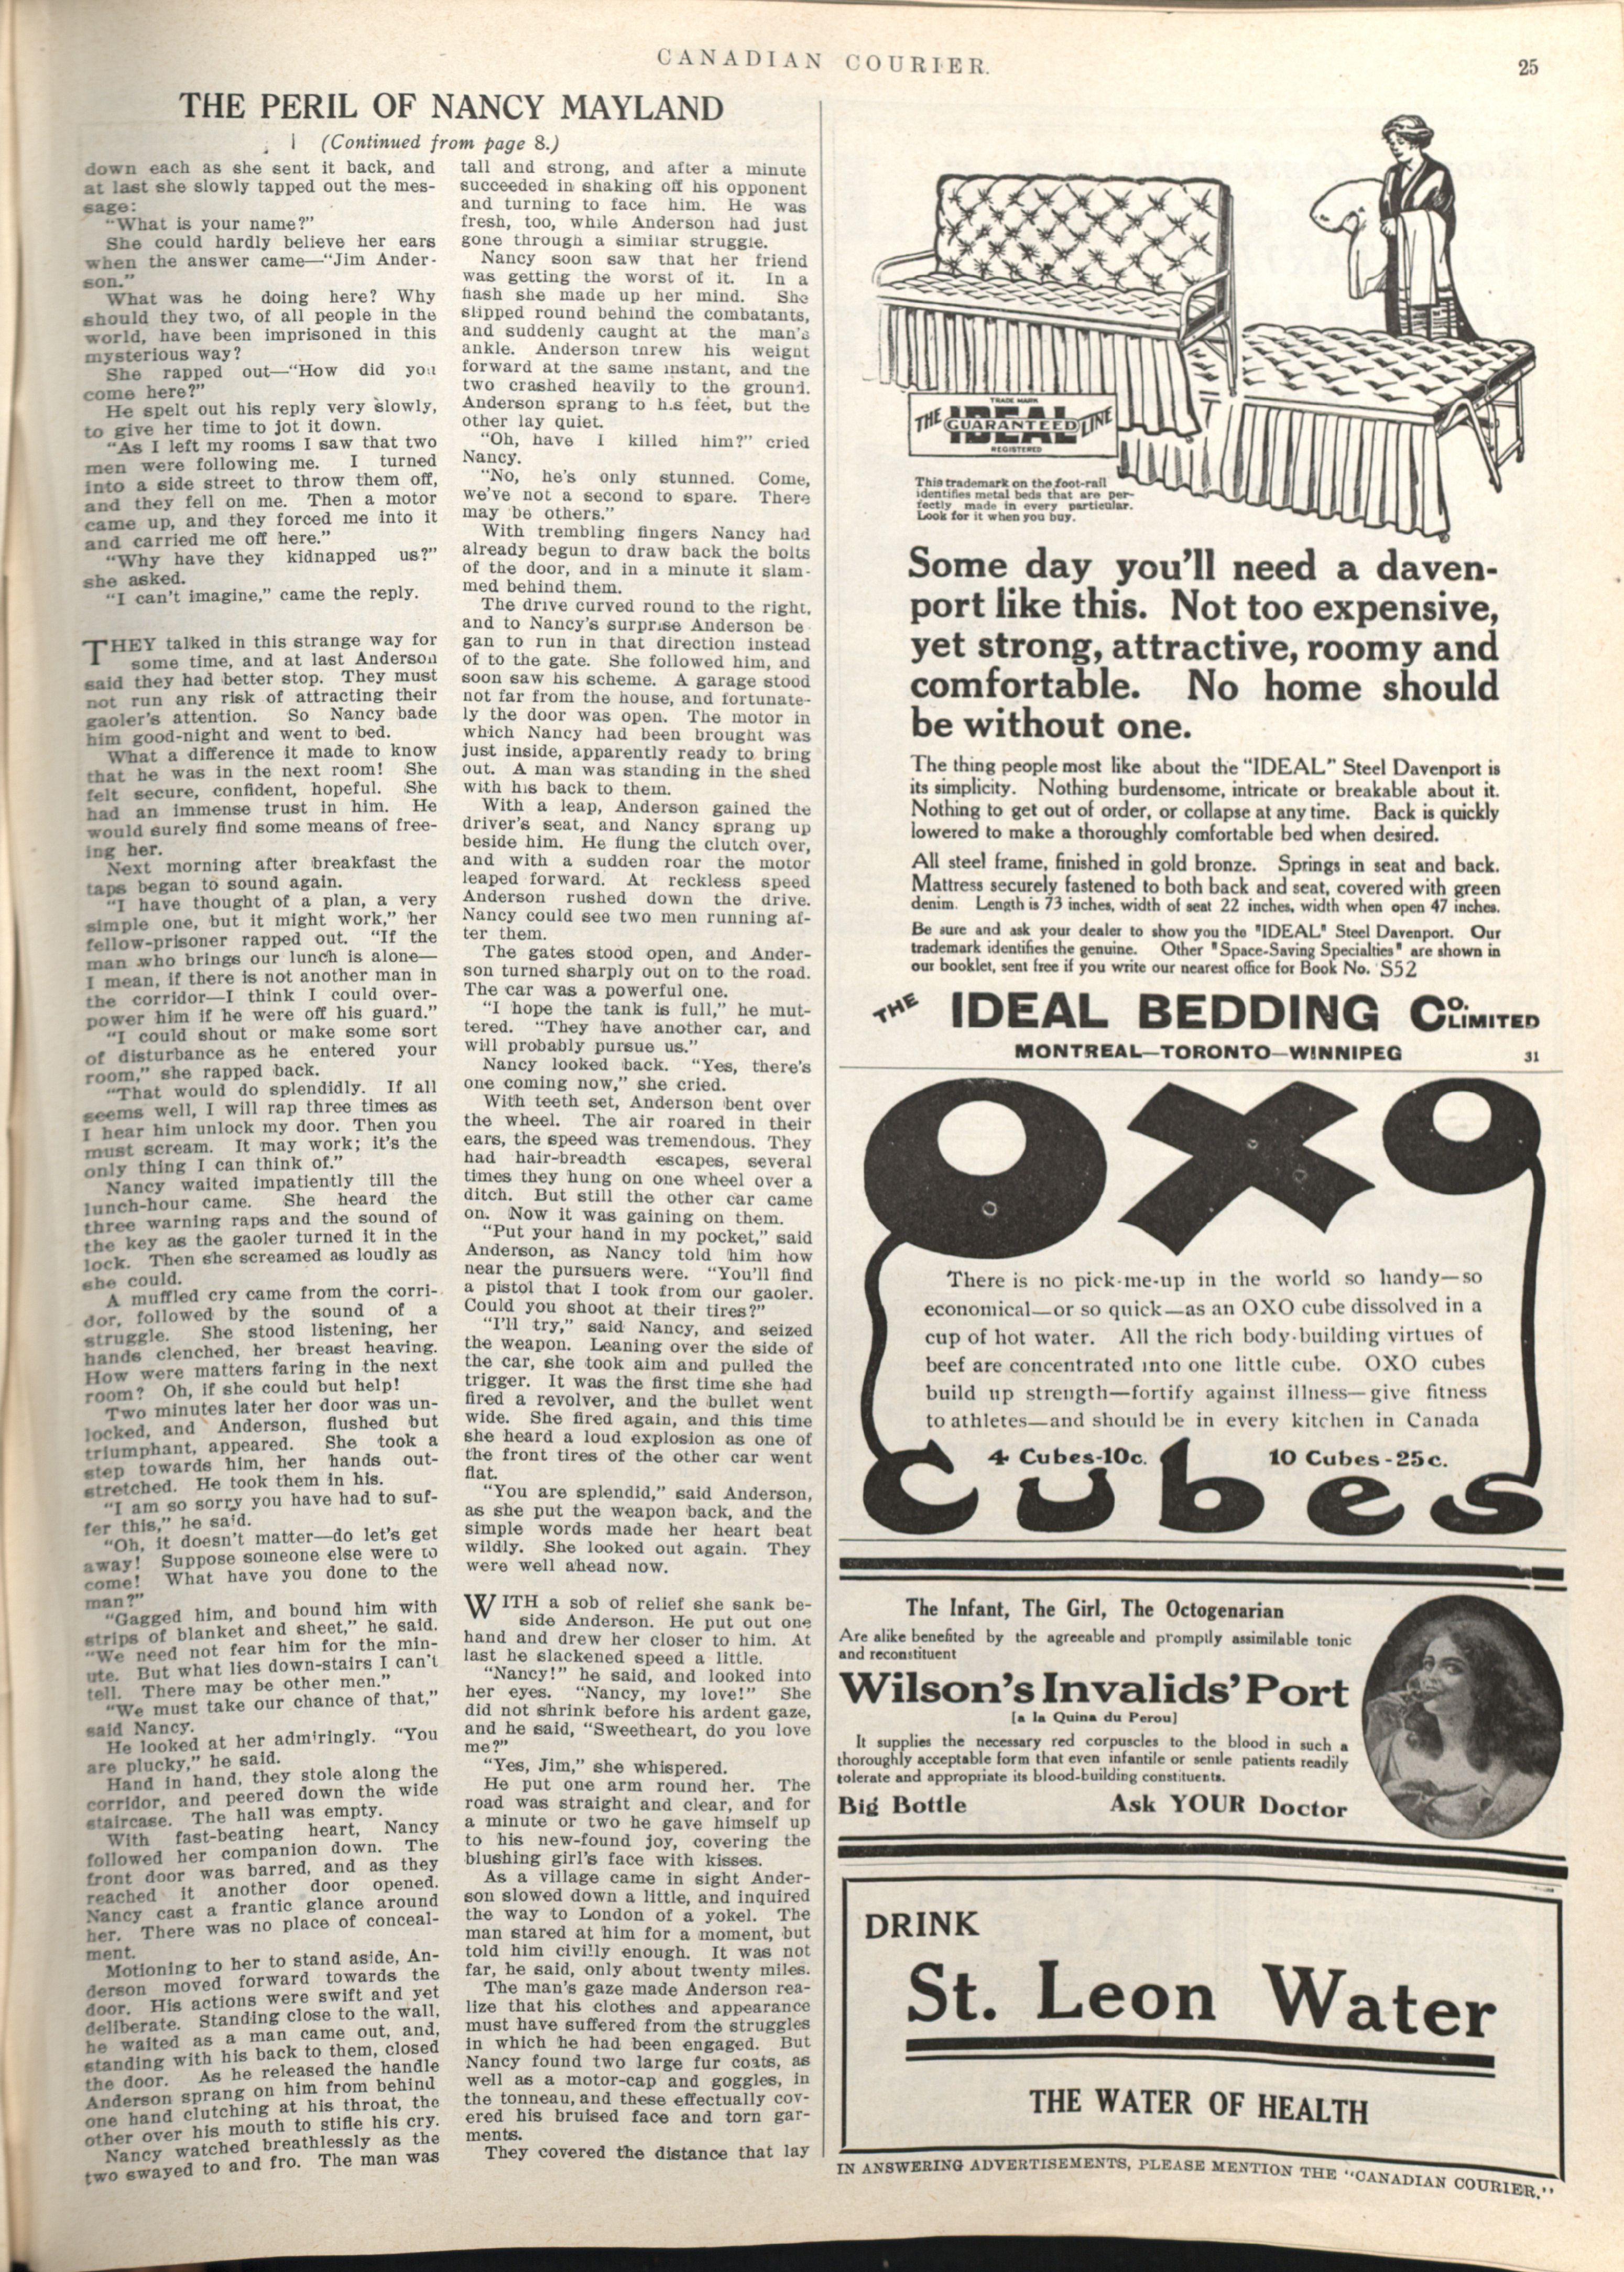 CANADIAN COURIER.
25
THE PERIL OF NANCY MAYLAND
(Continued from page 8.)
down each as she sent it back, and
at last she slowly tapped out the mes-
sage:
"What is your name?"
She could hardly believe her ears
when the answer came—"Jim Ander-
son."
What was he doing here? Why
should they two, of all people in the
world, have been imprisoned in this
mysterious way?
She rapped out—"How did you
come here?"
He spelt out his reply very slowly,
to give her time to jot it down.
"As I left my rooms I saw that two
men were following me. I turned
into a side street to throw them off,
and they fell on me. Then a motor
came up, and they forced me into it
and carried me off here."
"Why have they kidnapped us?"
she asked.
"I can't imagine," came the reply.
THEY talked in this strange way for
some time, and at last Anderson
said they had better stop. They must
not run any risk of attracting their
gaoler's attention. So Nancy bade
him good-night and went to bed.
What a difference it made to know
that he was in the next room! She
felt secure, confident, hopeful. She
had an immense trust in him. He
would surely find some means of free-
ing her.
Next morning after breakfast the
taps began to sound again.
"I have thought of a plan, a very
simple one, but it might work," her
fellow-prisoner rapped out. "If the
man who brings our lunch is alone—
I mean, if there is not another man in
the corridor—I think I could over-
power him if he were off his guard."
"I could shout or make some sort
of disturbance as he entered your
room," she rapped back.
"That would do splendidly. If all
seems well, I will rap three times as
I hear him unlock my door. Then you
must scream. It may work; it's the
only thing I can think of."
Nancy waited impatiently till the
lunch-hour came. She heard the
three warning raps and the sound of
the key as the gaoler turned it in the
lock. Then she screamed as loudly as
she could.
A muffled cry came from the corri-
dor, followed by the sound of a
struggle. She stood listening, her
hands clenched, her breast heaving.
How were matters faring in the next
room? Oh, if she could but help!
Two minutes later her door was un-
locked, and Anderson, flushed but
triumphant, appeared. She took a
step towards him, her hands out-
stretched. He took them in his.
"I am so sorry you have had to suf-
fer this," he said.
"Oh, it doesn't matter—do let's get
away! Suppose someone else were to
come! What have you done to the
man?"
"Gagged him, and bound him with
strips of blanket and sheet," he said.
"We need not fear him for the min-
ute. But what lies down-stairs I can't
tell. There may be other men."
"We must take our chance of that,"
said Nancy.
He looked at her admiringly. "You
are plucky," he said.
Hand in hand, they stole along the
corridor, and peered down the wide
staircase. The hall was empty.
With fast-beating heart, Nancy
followed her companion down. The
front door was barred, and as they
reached it another door opened.
Nancy cast a frantic glance around
her. There was no place of conceal-
ment.
Motioning to her to stand aside, An-
derson moved forward towards the
door. His actions were swift and yet
deliberate. Standing close to the wall,
he waited as a man came out, and,
standing with his back to them, closed
the door. As he released the handle
Anderson sprang on him from behind
one hand clutching at his throat, the
other over his mouth to stifle his cry.
Nancy watched breathlessly as the
two swayed to and fro. The man was
tall and strong, and after a minute
succeeded in shaking off his opponent
and turning to face him. He was
fresh, too, while Anderson had just
gone through a similar struggle.
Nancy soon saw that her friend
was getting the worst of it. In a
flash she made up her mind. She
slipped round behind the combatants,
and suddenly caught at the man's
ankle. Anderson threw his weight
forward at the same instant, and the
two crashed heavily to the ground.
Anderson sprang to h.s feet, but the
other lay quiet.
"Oh, have I killed him?" cried
Nancy.
"No, he's only stunned. Come,
we've not a second to spare. There
may be others."
With trembling fingers Nancy had
already begun to draw back the bolts
of the door, and in a minute it slam-
med behind them.
The drive curved round to the right,
and to Nancy's surprise Anderson be
gan to run in that direction instead
of to the gate. She followed him, and
soon saw his scheme. A garage stood
not far from the house, and fortunate-
ly the door was open. The motor in
which Nancy had been brought was
just inside, apparently ready to bring
out. A man was standing in the shed
with his back to them.
With a leap, Anderson gained the
driver's seat, and Nancy sprang up
beside him. He flung the clutch over,
and with a sudden roar the motor
leaped forward. At reckless speed
Anderson rushed down the drive.
Nancy could see two men running af-
ter them.
The gates stood open, and Ander-
son turned sharply out on to the road.
The car was a powerful one.
"I hope the tank is full," he mut-
tered. "They have another car, and
will probably pursue us."
Nancy looked back. "Yes, there's
one coming now," she cried.
With teeth set, Anderson bent over
the wheel. The air roared in their
ears, the speed was tremendous. They
had hair-breadth escapes, several
times they hung on one wheel over a
ditch. But still the other car came
on. Now it was gaining on them.
"Put your hand in my pocket," said
Anderson, as Nancy told him how
near the pursuers were. "You'll find
a pistol that I took from our gaoler.
Could you shoot at their tires?"
"I'll try," said Nancy, and seized
the weapon. Leaning over the side of
the car, she took aim and pulled the
trigger. It was the first time she had
fired a revolver, and the bullet went
wide. She fired again, and this time
she heard a loud explosion as one of
the front tires of the other car went
flat.
"You are splendid," said Anderson,
as she put the weapon back, and the
simple words made her heart beat
wildly. She looked out again. They
were well ahead now.
WITH a sob of relief she sank be-
side Anderson. He put out one
hand and drew her closer to him. At
last he slackened speed a little.
"Nancy!" he said, and looked into
her eyes. "Nancy, my love!" She
did not shrink before his ardent gaze,
and he said, "Sweetheart, do you love
me?"
"Yes, Jim," she whispered.
He put one arm round her. The
road was straight and clear, and for
a minute or two he gave himself up
to his new-found joy, covering the
blushing girl's face with kisses.
As a village came in sight Ander-
son slowed down a little, and inquired
the way to London of a yokel. The
man stared at him for a moment, but
told him civilly enough. It was not
far, he said, only about twenty miles.
The man's gaze made Anderson rea-
lize that his clothes and appearance
must have suffered from the struggles
in which he had been engaged. But
Nancy found two large fur coats, as
well as a motor-cap and goggles, in
the tonneau, and these effectually cov-
ered his bruised face and torn gar-
ments.
They covered the distance that lay
TRADE MARK
THE IDEAL LINE
GUARANTEED
REGISTERED
This trademark on the foot-rail
identifies metal beds that are per-
fectly made in every particular.
Look for it when you buy.
Some day you'll need a daven-
port like this. Not too expensive,
yet strong, attractive, roomy and
comfortable. No home should
be without one.
The thing people most like about the "IDEAL" Steel Davenport is
its simplicity. Nothing burdensome, intricate or breakable about it.
Nothing to get out of order, or collapse at any time. Back is quickly
lowered to make a thoroughly comfortable bed when desired.
All steel frame, finished in gold bronze. Springs in seat and back.
Mattress securely fastened to both back and seat, covered with green
denim. Length is 73 inches, width of seat 22 inches, width when open 47 inches.
Be sure and ask your dealer to show you the "IDEAL" Steel Davenport. Our
trademark identifies the genuine. Other "Space-Saving Specialties" are shown in
our booklet, sent free if you write our nearest office for Book No. S52
THE IDEAL BEDDING CO. LIMITED
MONTREAL—TORONTO—WINNIPEG
31
OXO
There is no pick-me-up in the world so handy—so
economical—or so quick—as an OXO cube dissolved in a
cup of hot water. All the rich body-building virtues of
beef are concentrated into one little cube. OXO cubes
build up strength—fortify against illness—give fitness
to athletes—and should be in every kitchen in Canada
4 Cubes-10c. 10 Cubes-25c.
Cubes
The Infant, The Girl, The Octogenarian
Are alike benefited by the agreeable and promptly assimilable tonic
and reconstituent
Wilson's Invalids' Port
[a la Quina du Perou]
It supplies the necessary red corpuscles to the blood in such a
thoroughly acceptable form that even infantile or senile patients readily
tolerate and appropriate its blood-building constituents.
Big Bottle Ask YOUR Doctor
DRINK
St. Leon Water
THE WATER OF HEALTH
IN ANSWERING ADVERTISEMENTS, PLEASE MENTION THE "CANADIAN COURIER."